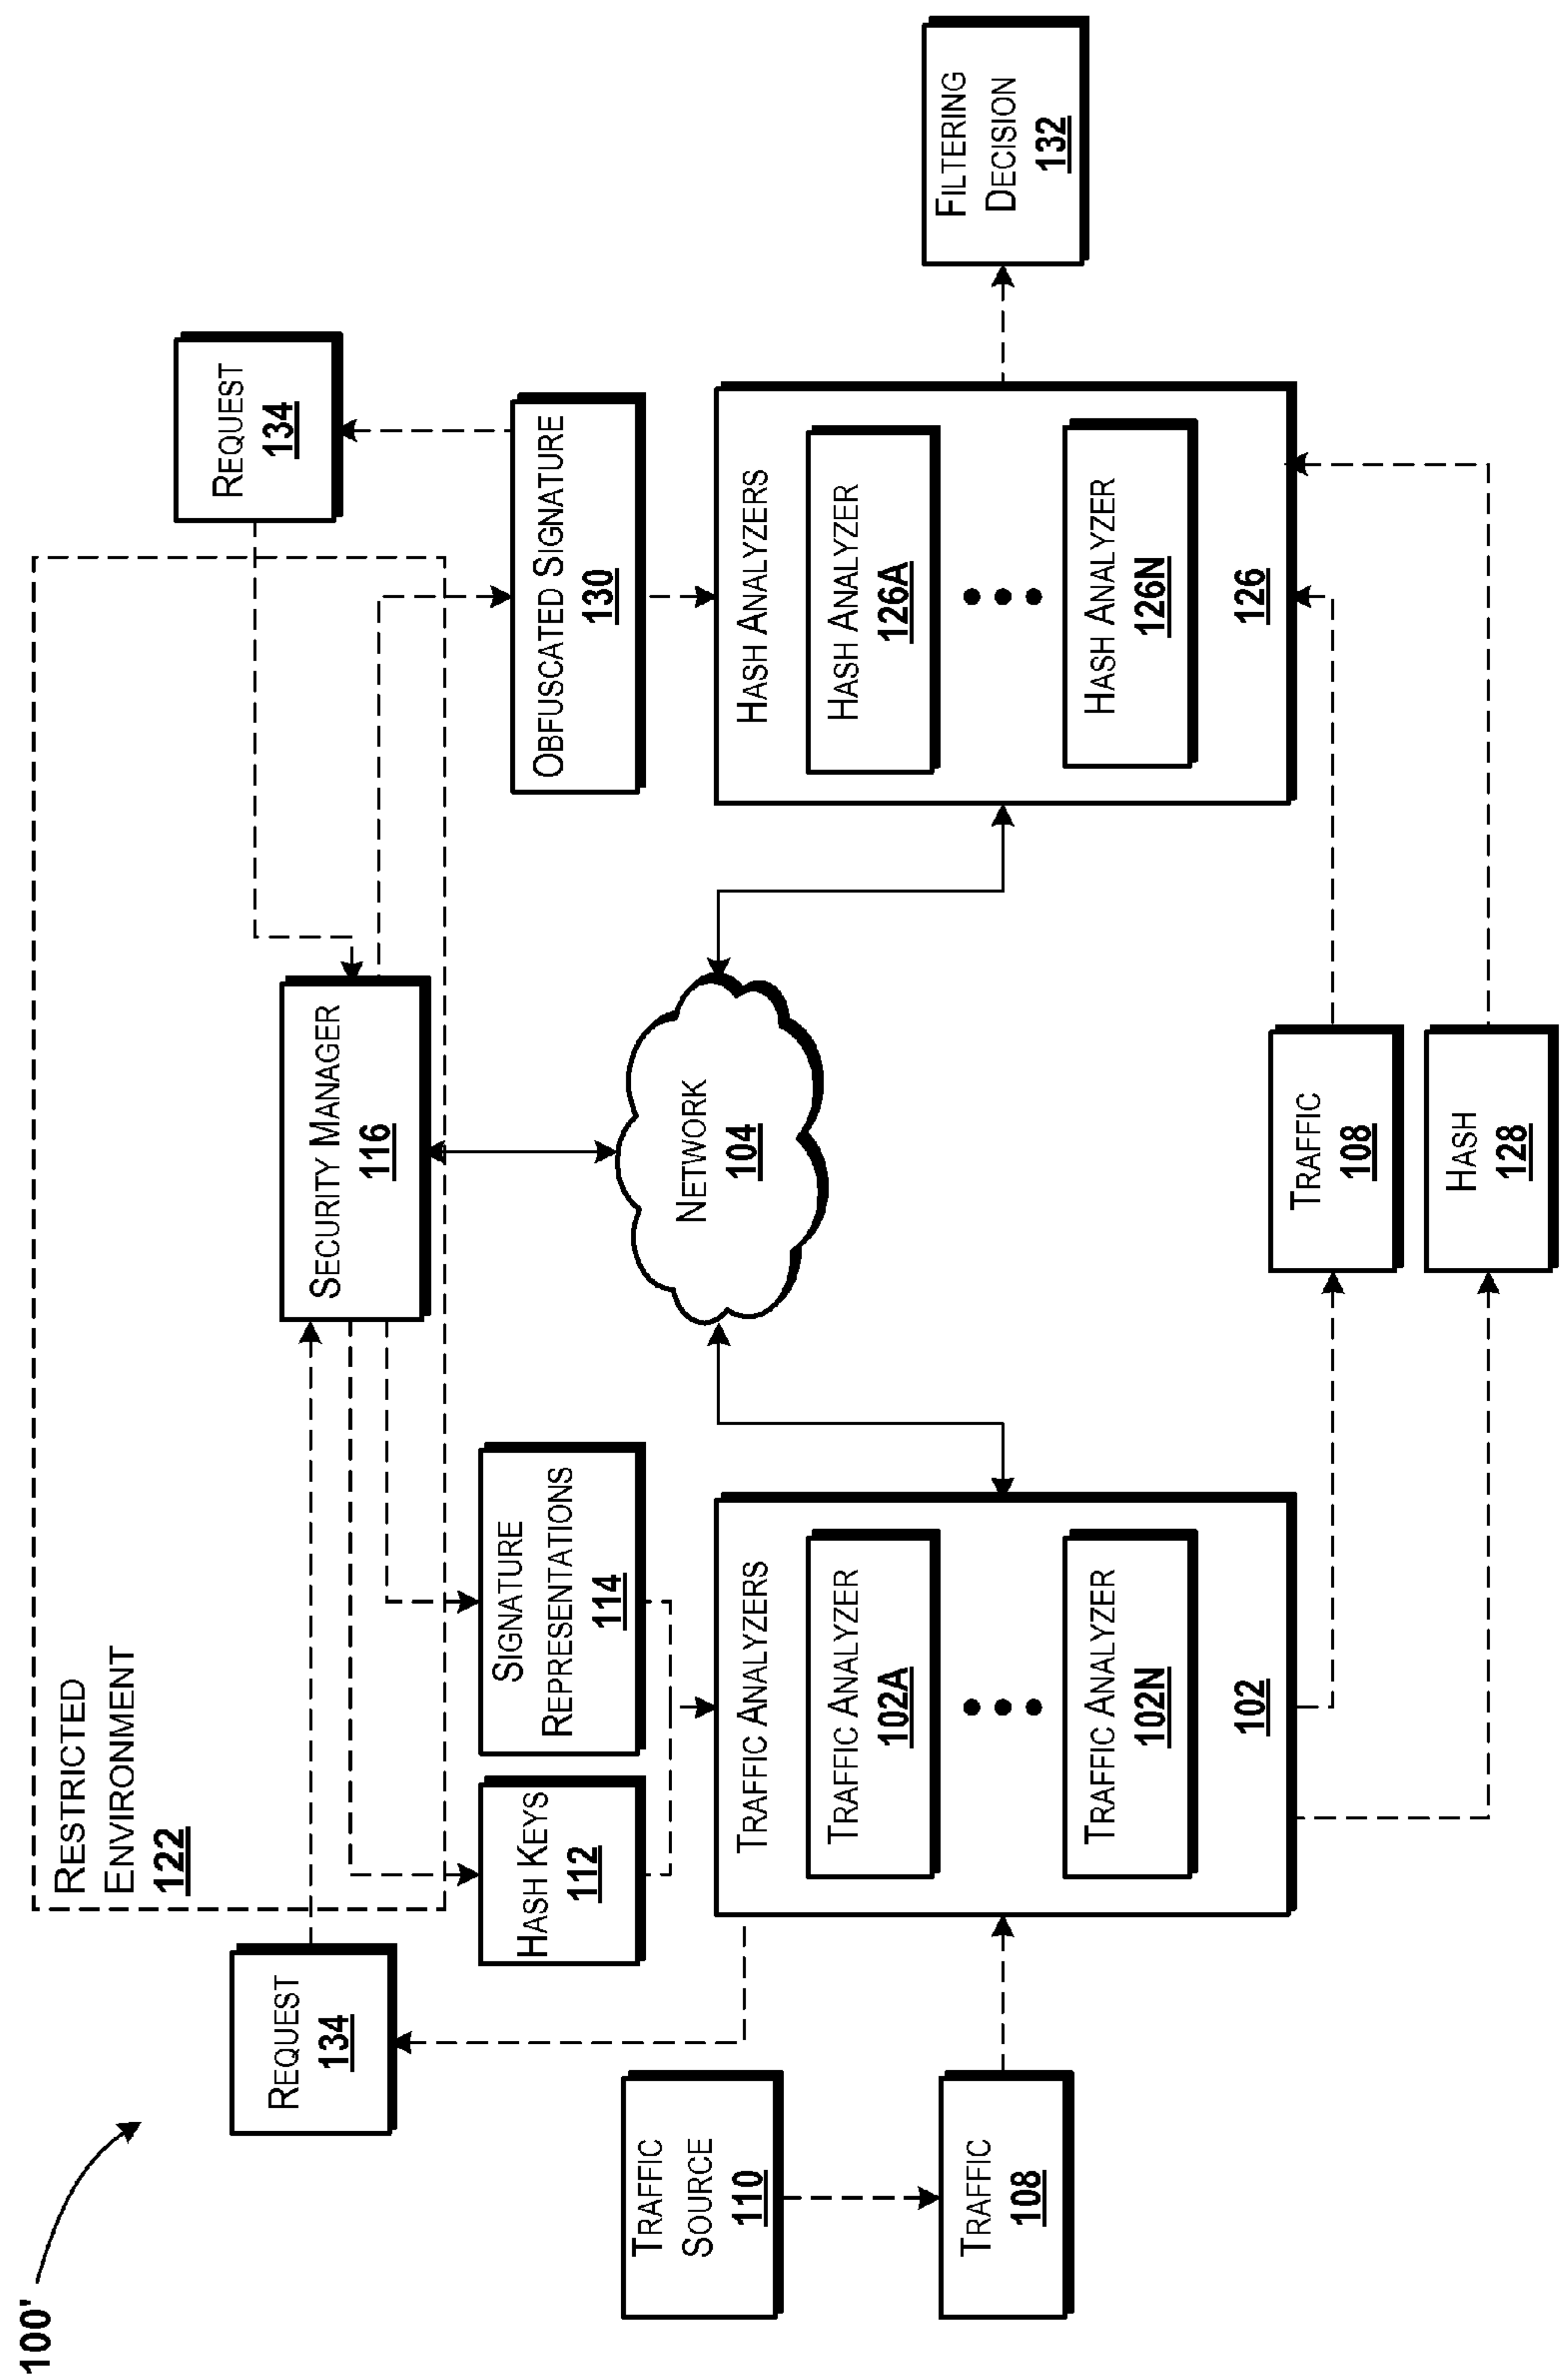 100'
RESTRICTED
ENVIRONMENT
122
REQUEST
134
SECURITY MANAGER
116
REQUEST
134
HASH KEYS
112
SIGNATURE
REPRESENTATIONS
114
OBFUSCATED SIGNATURE
130
TRAFFIC
SOURCE
110
TRAFFIC
108
TRAFFIC ANALYZERS
TRAFFIC ANALYZER
102A
TRAFFIC ANALYZER
102N
102
NETWORK
104
HASH ANALYZERS
HASH ANALYZER
126A
HASH ANALYZER
126N
126
FILTERING
DECISION
132
TRAFFIC
108
HASH
128